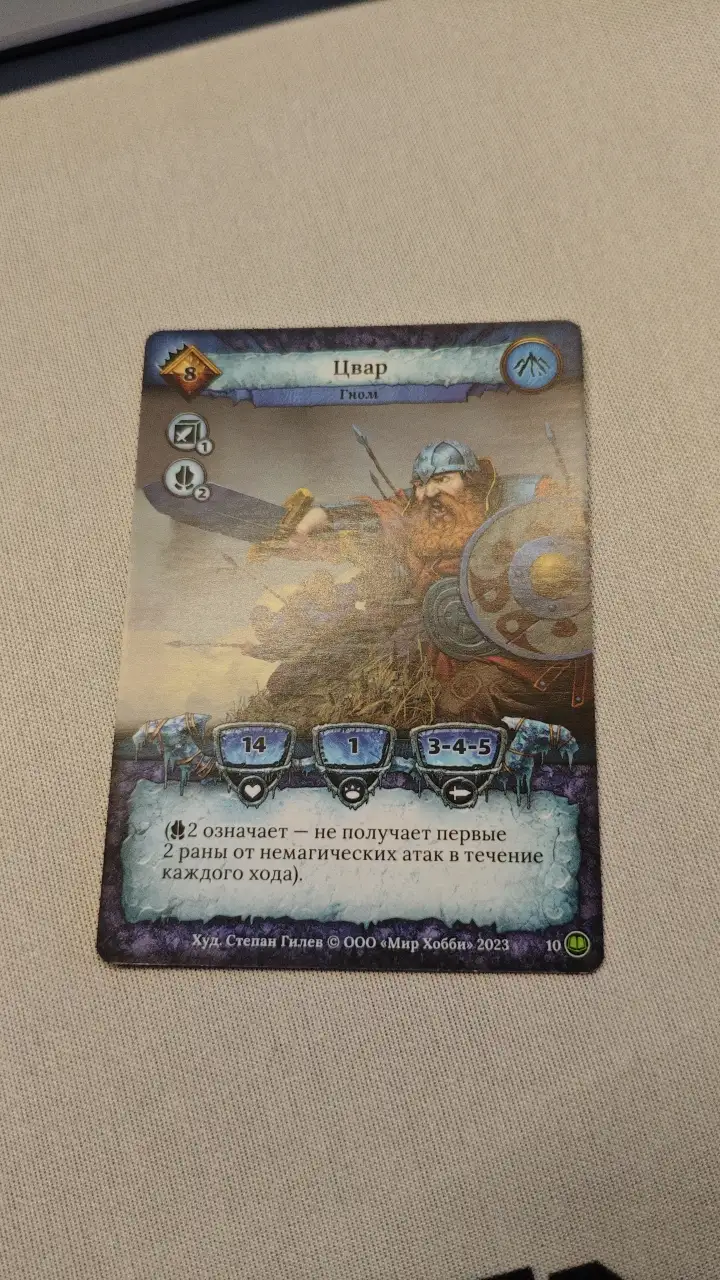 8
Цвар
Гном
1
2
14
1
3-4-5
(2 означает — не получает первые
2 раны от немагических атак в течение
каждого хода).
Худ. Степан Гилев © ООО «Мир Хобби» 2023
10